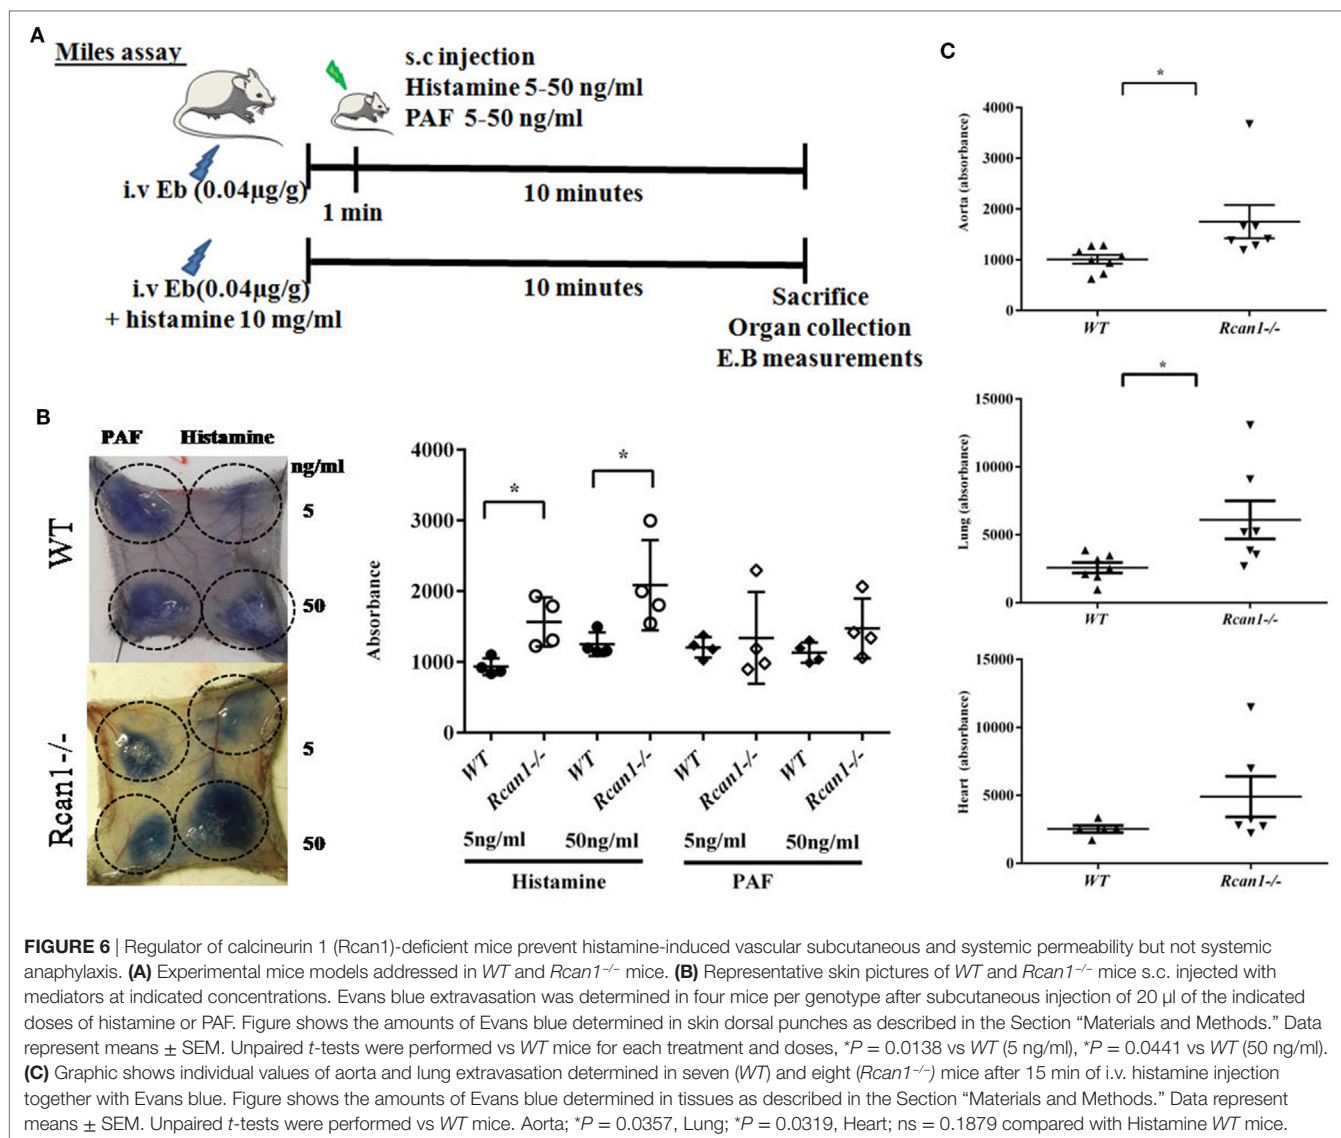 A
Miles assay
s.c injection
Histamine 5-50 ng/ml
PAF 5-50 ng/ml
i.v Eb (0.04µg/g)
1 min
10 minutes
i.v Eb(0.04µg/g)
+ histamine 10 mg/ml
10 minutes
Sacrifice
Organ collection
E.B measurements
B
PAF Histamine
ng/ml
WT
5
50
Rcan1-/-
5
50
Absorbance
4000
3000
2000
1000
0
*
*
WT
Rcan1-/-
WT
Rcan1-/-
WT
Rcan1-/-
WT
Rcan1-/-
5ng/ml 50ng/ml 5ng/ml 50ng/ml
Histamine PAF
C
*
Aorta (absorbance)
4000
3000
2000
1000
0
WT Rcan1-/-
*
Lung (absorbance)
15000
10000
5000
0
WT Rcan1-/-
Heart (absorbance)
15000
10000
5000
0
WT Rcan1-/-
FIGURE 6 | Regulator of calcineurin 1 (Rcan1)-deficient mice prevent histamine-induced vascular subcutaneous and systemic permeability but not systemic
anaphylaxis. (A) Experimental mice models addressed in WT and Rcan1−/− mice. (B) Representative skin pictures of WT and Rcan1−/− mice s.c. injected with
mediators at indicated concentrations. Evans blue extravasation was determined in four mice per genotype after subcutaneous injection of 20 µl of the indicated
doses of histamine or PAF. Figure shows the amounts of Evans blue determined in skin dorsal punches as described in the Section “Materials and Methods.” Data
represent means ± SEM. Unpaired t-tests were performed vs WT mice for each treatment and doses, *P = 0.0138 vs WT (5 ng/ml), *P = 0.0441 vs WT (50 ng/ml).
(C) Graphic shows individual values of aorta and lung extravasation determined in seven (WT) and eight (Rcan1−/−) mice after 15 min of i.v. histamine injection
together with Evans blue. Figure shows the amounts of Evans blue determined in tissues as described in the Section “Materials and Methods.” Data represent
means ± SEM. Unpaired t-tests were performed vs WT mice. Aorta; *P = 0.0357, Lung; *P = 0.0319, Heart; ns = 0.1879 compared with Histamine WT mice.